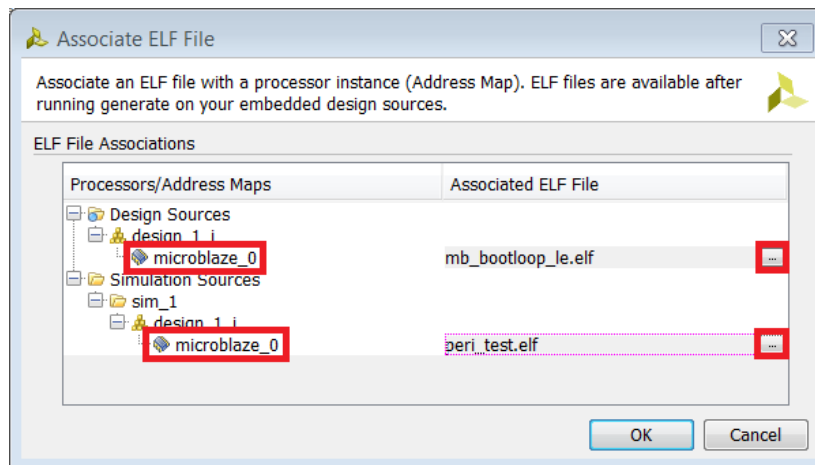 Associate ELF File
Associate an ELF file with a processor instance (Address Map). ELF files are available after
running generate on your embedded design sources.
ELF File Associations
Processors/Address Maps Associated ELF File
Design Sources
design_1_i
microblaze_0 mb_bootloop_le.elf ...
Simulation Sources
sim_1
design_1_i
microblaze_0 peri_test.elf ...
OK Cancel